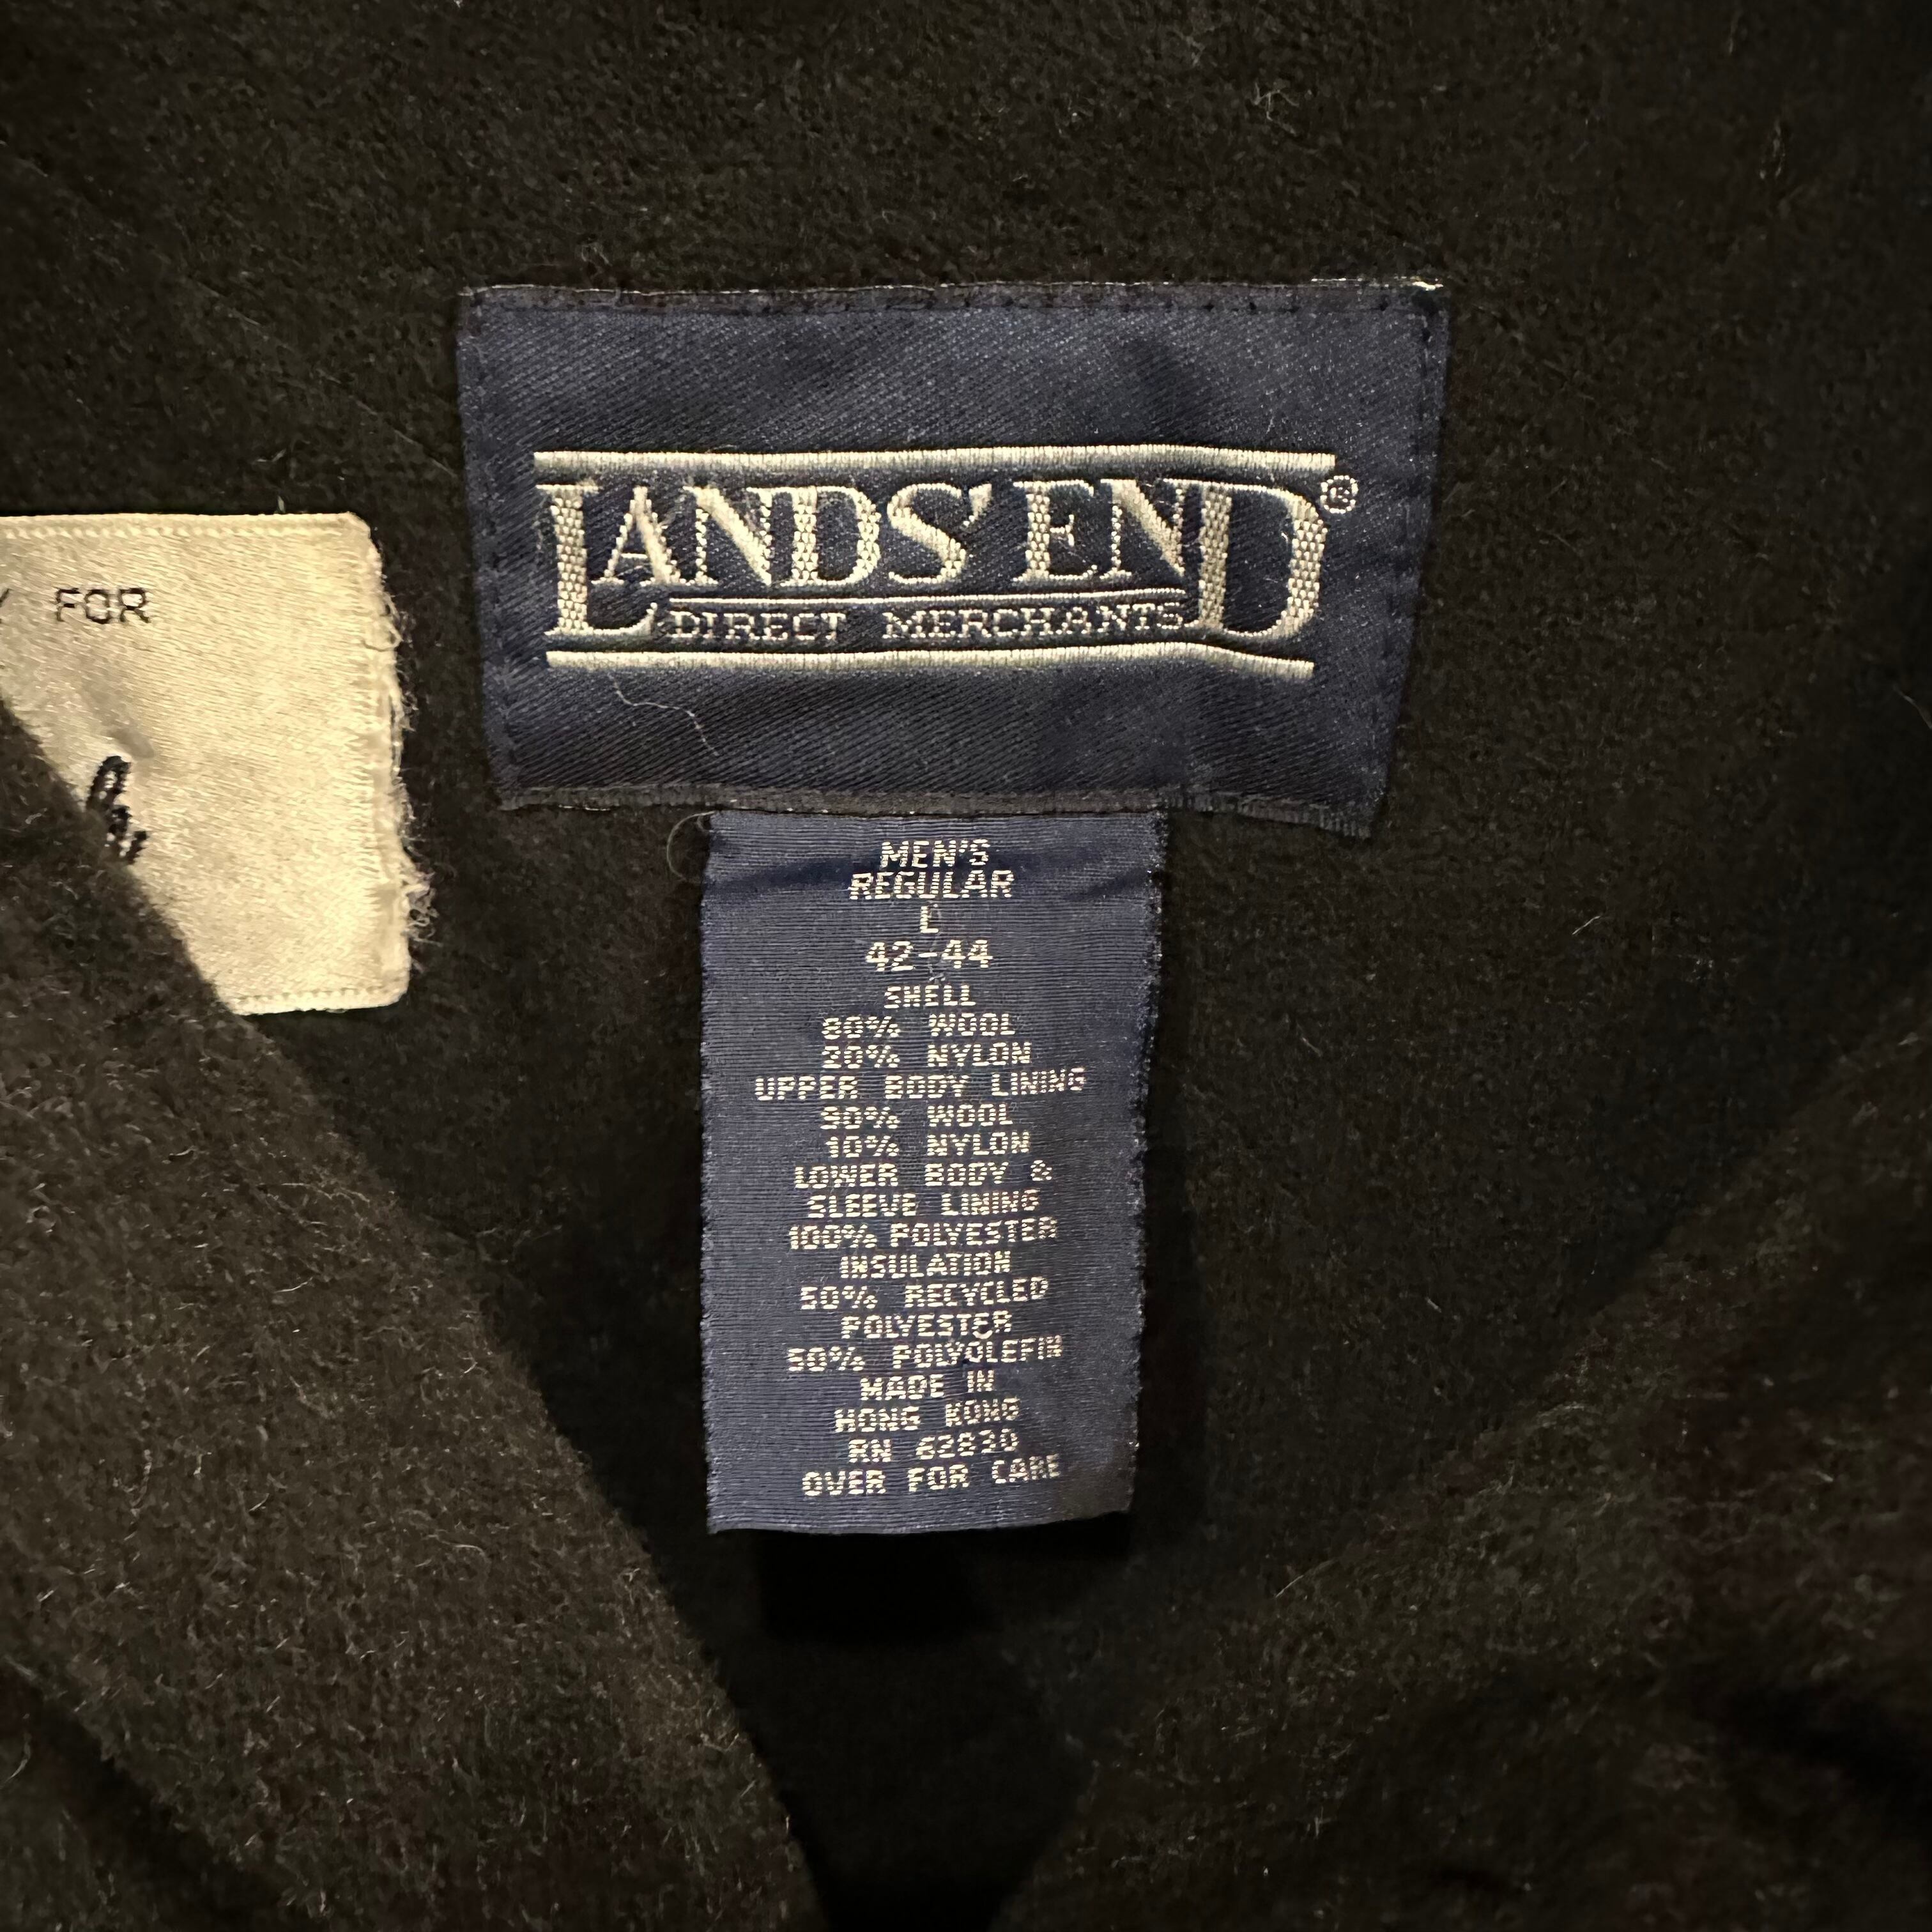 LANDS' END®
DIRECT MERCHANTS
FOR
MEN'S
REGULAR
L
42-44
SHELL
80% WOOL
20% NYLON
UPPER BODY LINING
90% WOOL
10% NYLON
LOWER BODY &
SLEEVE LINING
100% POLYESTER
INSULATION
50% RECYCLED
POLYESTER
50% POLYOLEFIN
MADE IN
HONG KONG
RN 62830
OVER FOR CARE